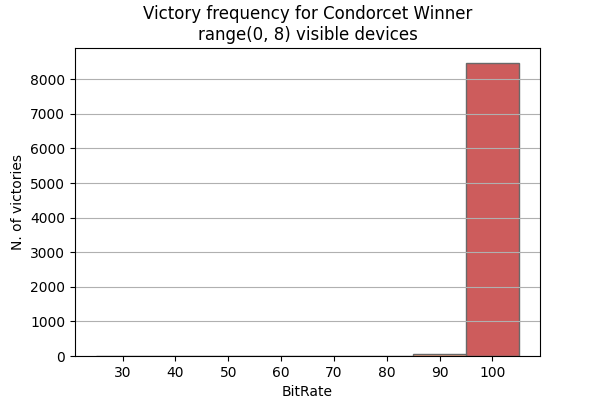 Victory frequency for Condorcet Winner
range(0, 8) visible devices
8000
7000
6000
5000
4000
3000
2000
1000
0
N. of victories
30 40 50 60 70 80 90 100
BitRate